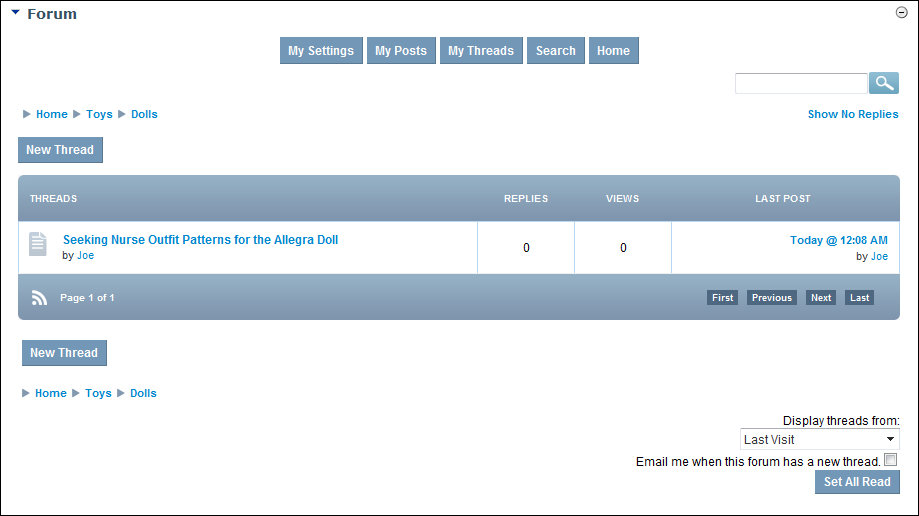 Forum
My Settings My Posts My Threads Search Home
Home Toys Dolls Show No Replies
New Thread
THREADS REPLIES VIEWS LAST POST
Seeking Nurse Outfit Patterns for the Allegra Doll 0 0 Today @ 12:08 AM
by Joe by Joe
Page 1 of 1 First Previous Next Last
New Thread
Home Toys Dolls
Display threads from:
Last Visit
Email me when this forum has a new thread.
Set All Read